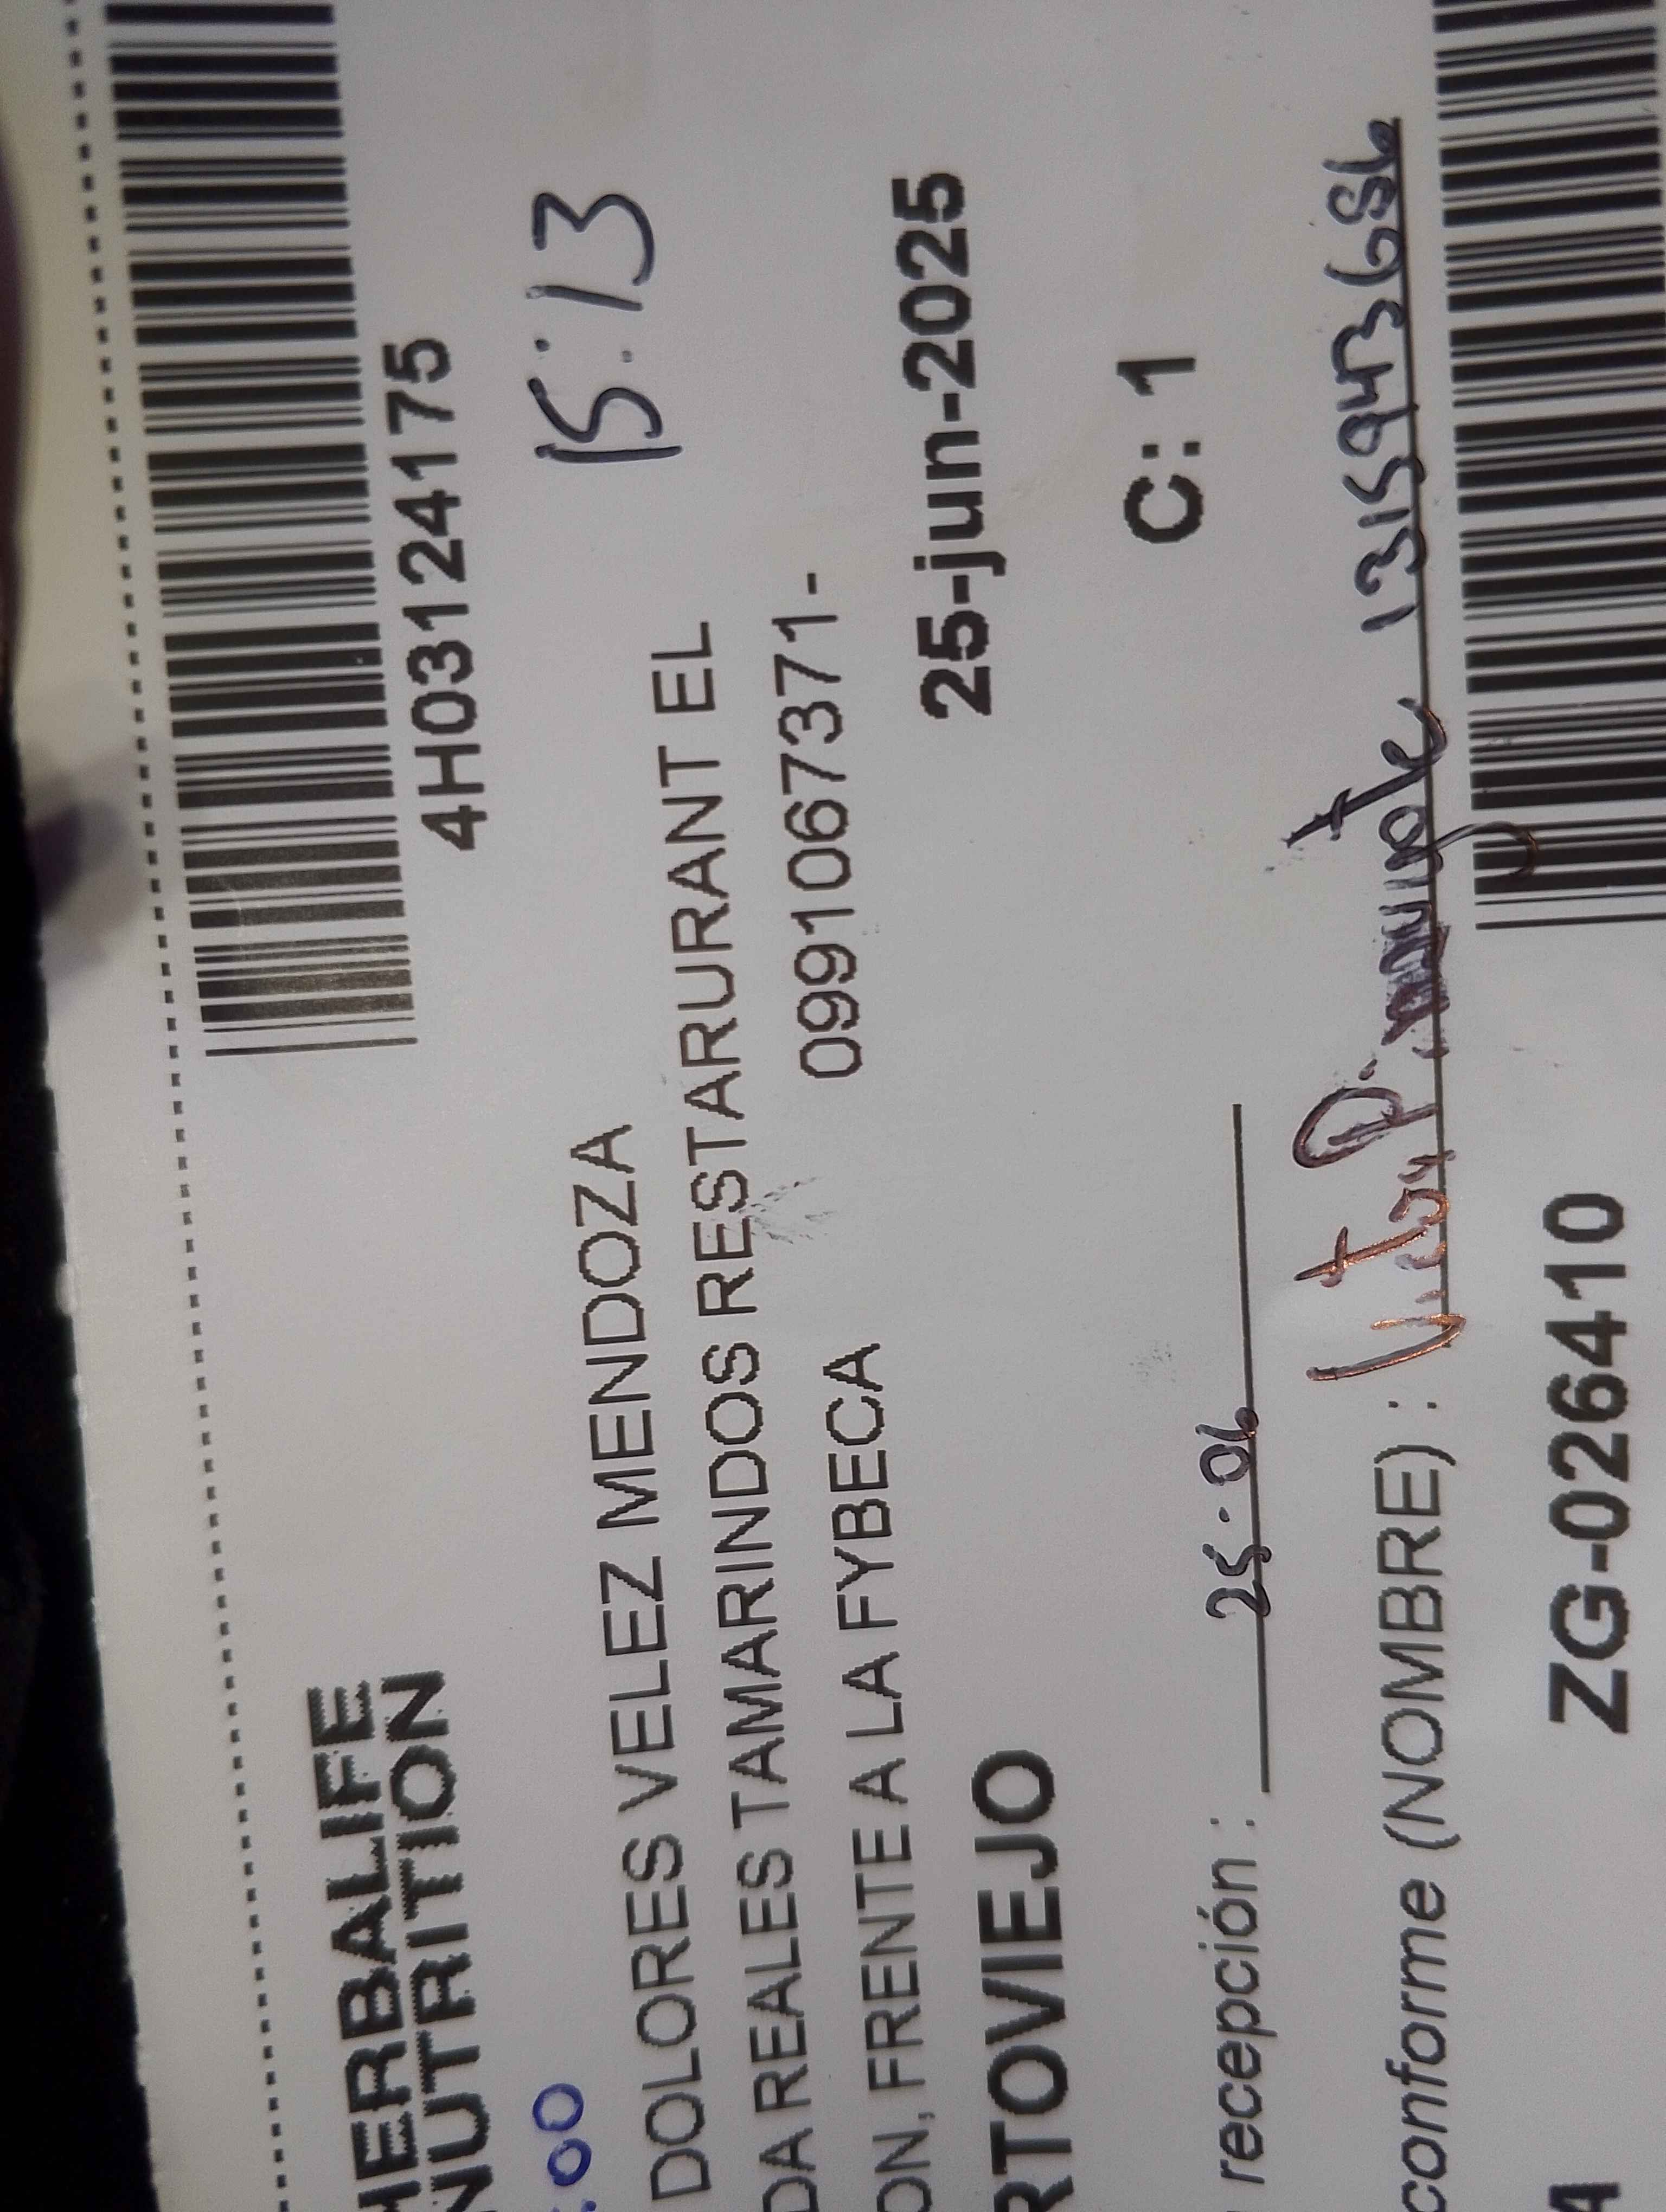 HERBALIFE
NUTRITION
4H03124175
:00
15:13
DOLORES VELEZ MENDOZA
DA REALES TAMARINDOS RESTARURANT EL
ON, FRENTE A LA FYBECA
0991067371-
RTOVIEJO
25-jun-2025
C: 1
recepción : 25-06
conforme (NOMBRE) :
ZG-026410